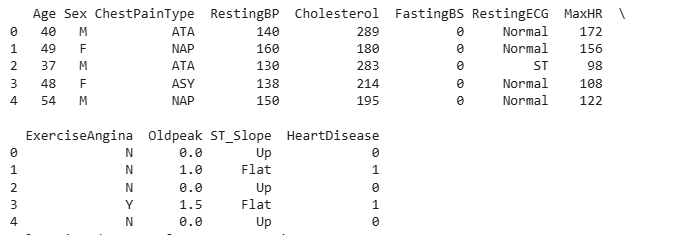 Age Sex ChestPainType RestingBP Cholesterol FastingBS RestingECG MaxHR \
0 40 M ATA 140 289 0 Normal 172
1 49 F NAP 160 180 0 Normal 156
2 37 M ATA 130 283 0 ST 98
3 48 F ASY 138 214 0 Normal 108
4 54 M NAP 150 195 0 Normal 122
ExerciseAngina Oldpeak ST_Slope HeartDisease
0 N 0.0 Up 0
1 N 1.0 Flat 1
2 N 0.0 Up 0
3 Y 1.5 Flat 1
4 N 0.0 Up 0